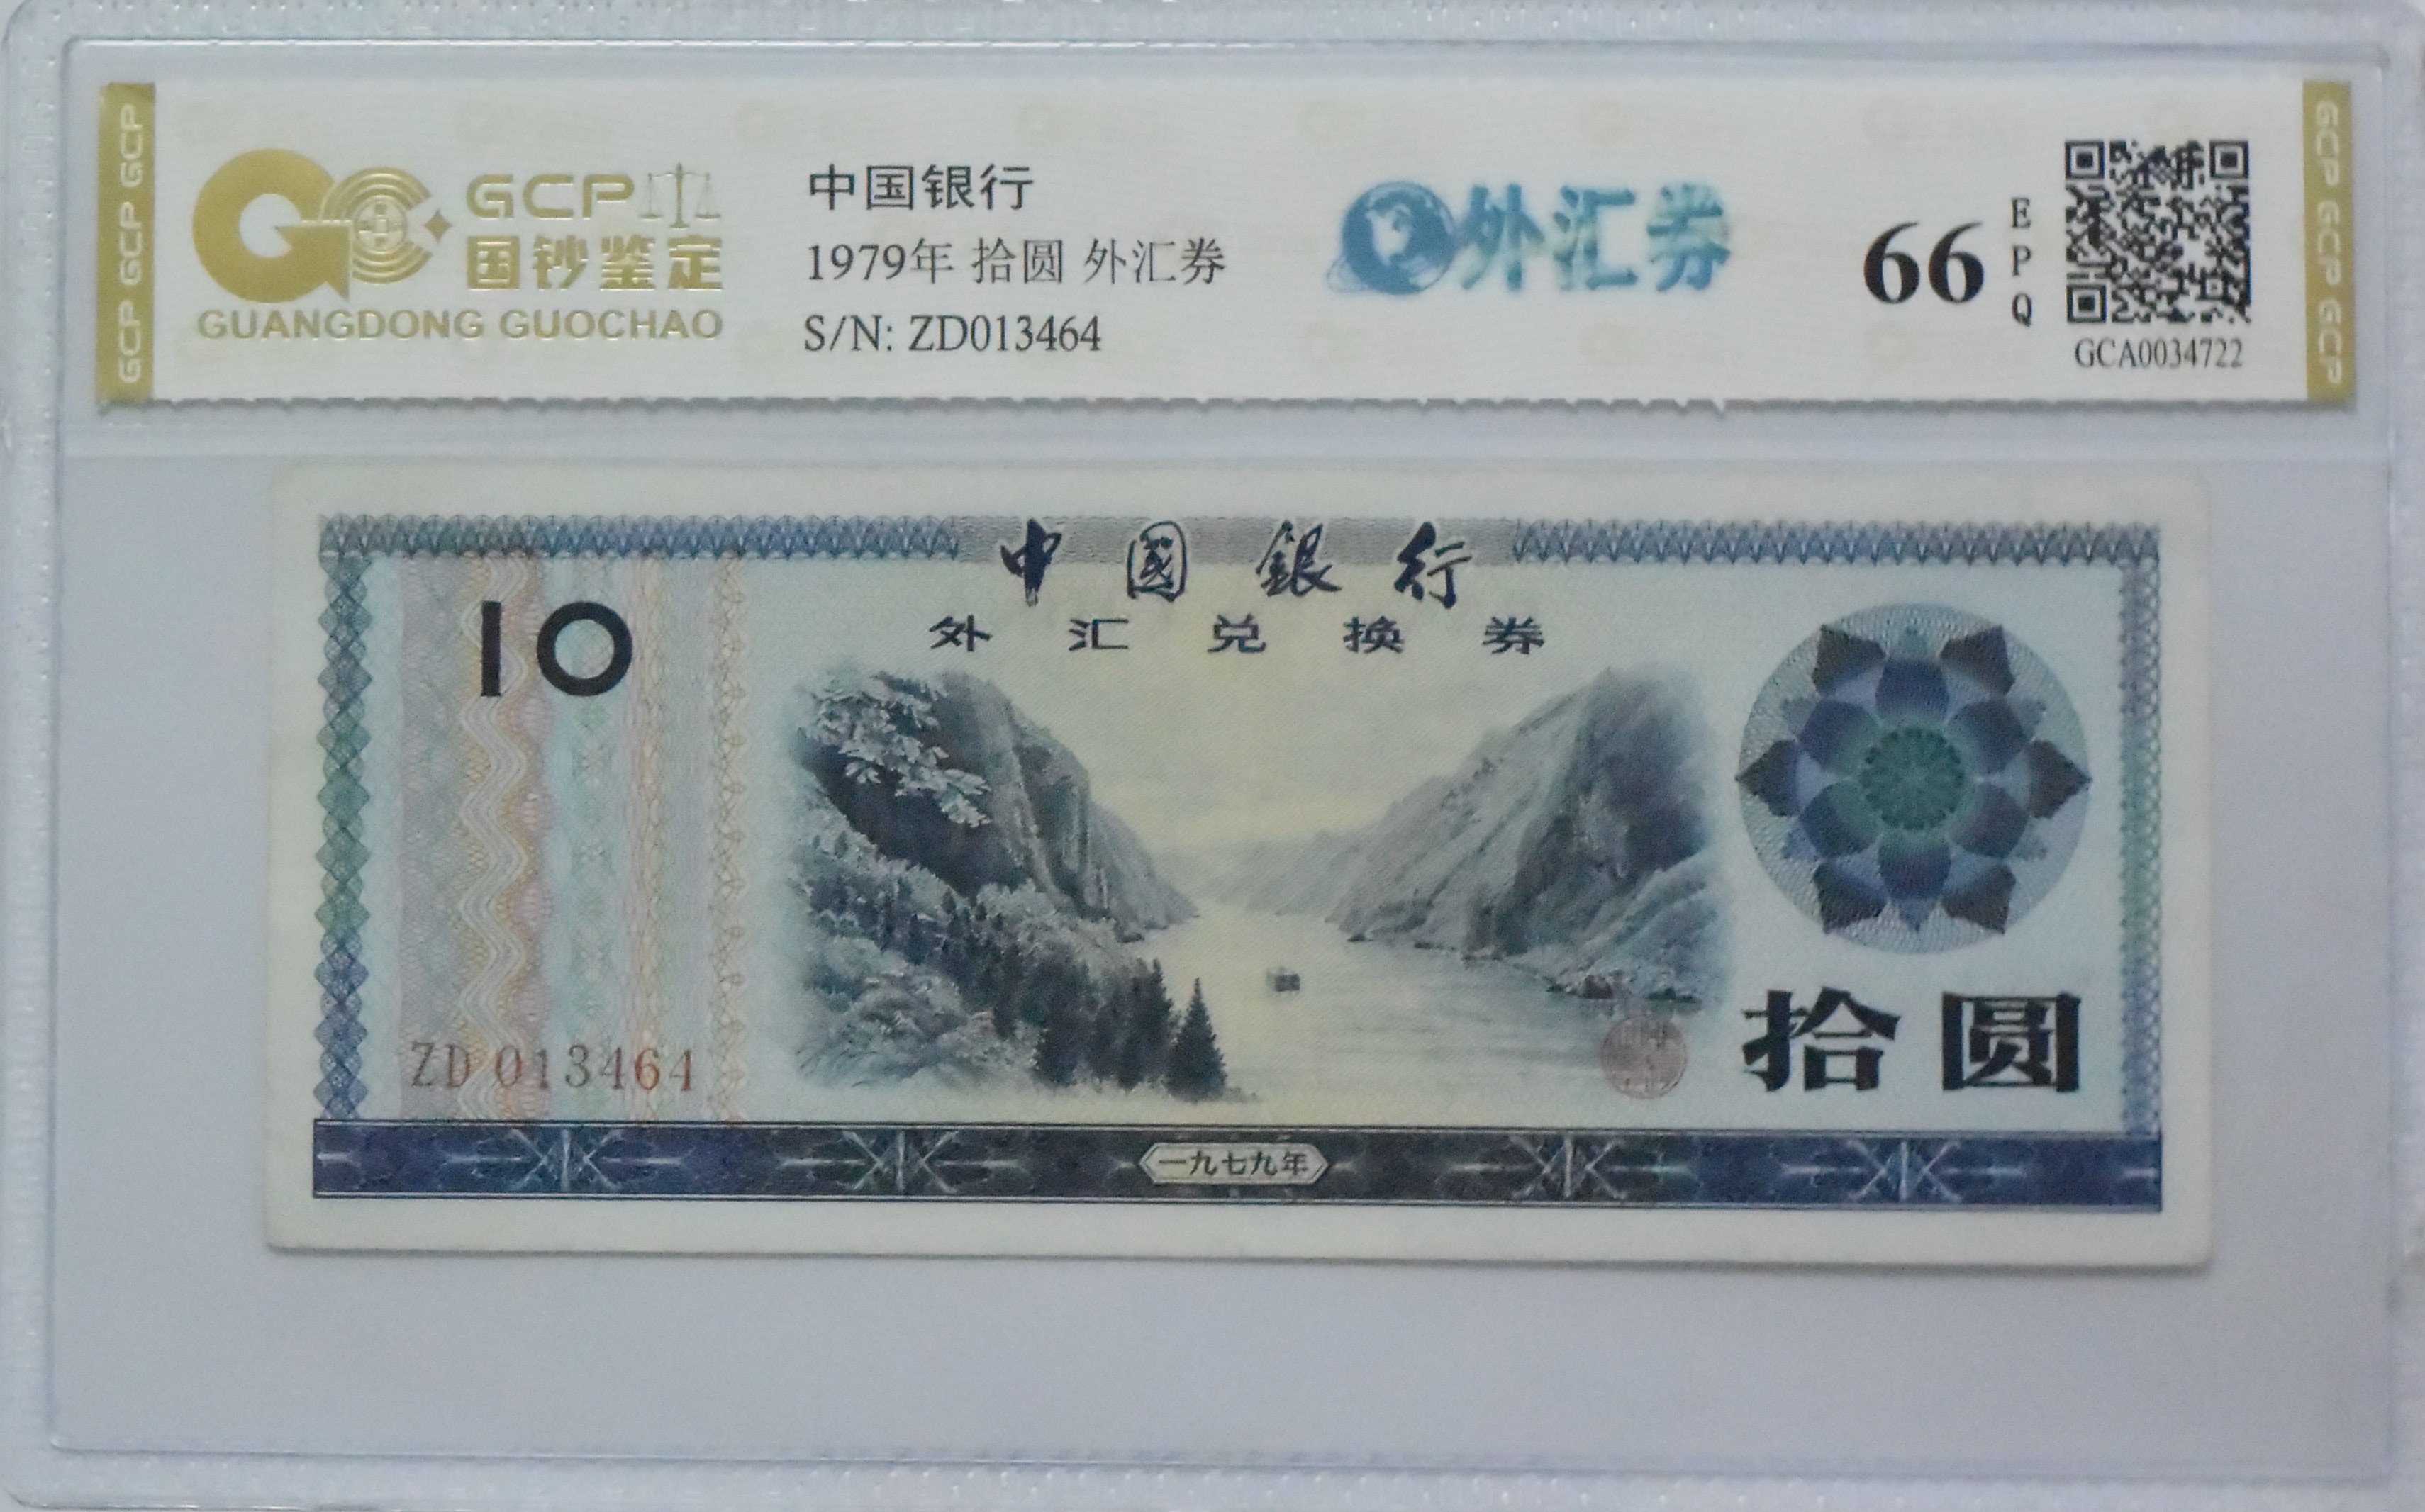 GCP GCP GCP
GCP
国钞鉴定
GUANGDONG GUOCHAO
中国银行
1979年 拾圆 外汇券
S/N: ZD013464
外汇券
66
EPQ
GCA0034722
GCP GCP GCP
中國銀行
外汇兑换券
10
ZD 013464
拾圆
一九七九年